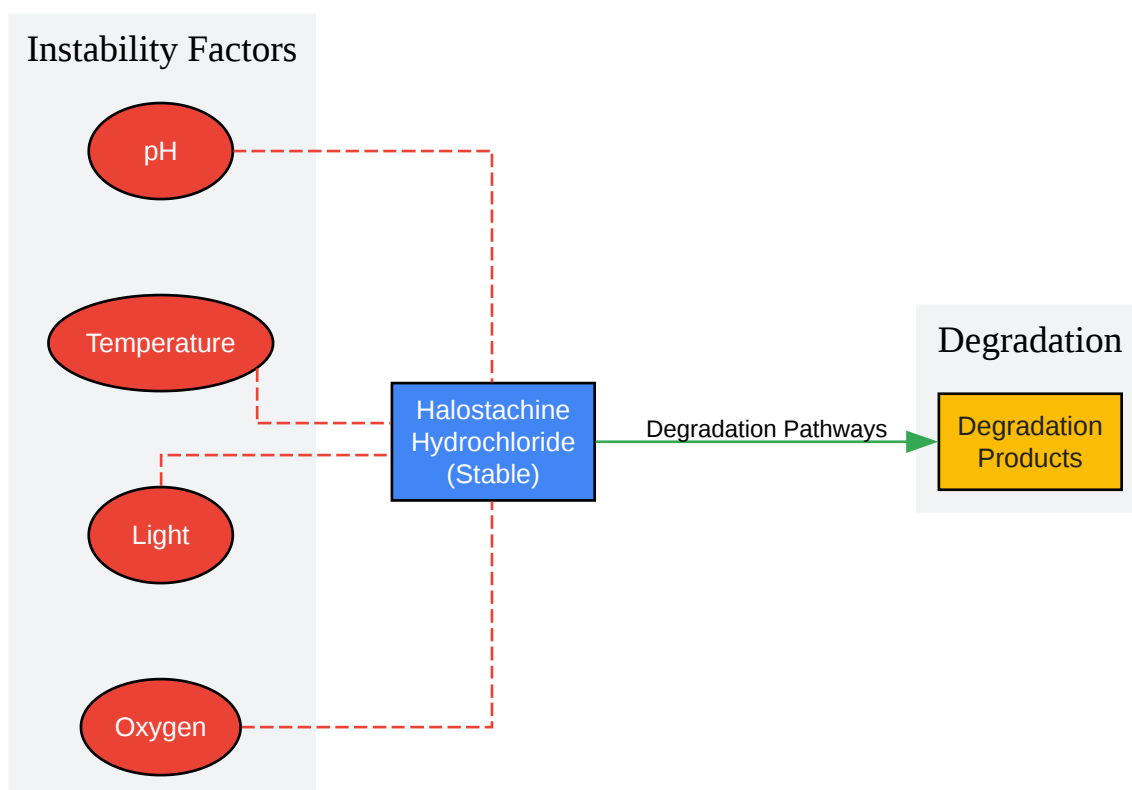 Instability Factors
pH
Temperature
Light
Oxygen
Halostachine
Hydrochloride
(Stable)
Degradation Pathways
Degradation
Degradation
Products